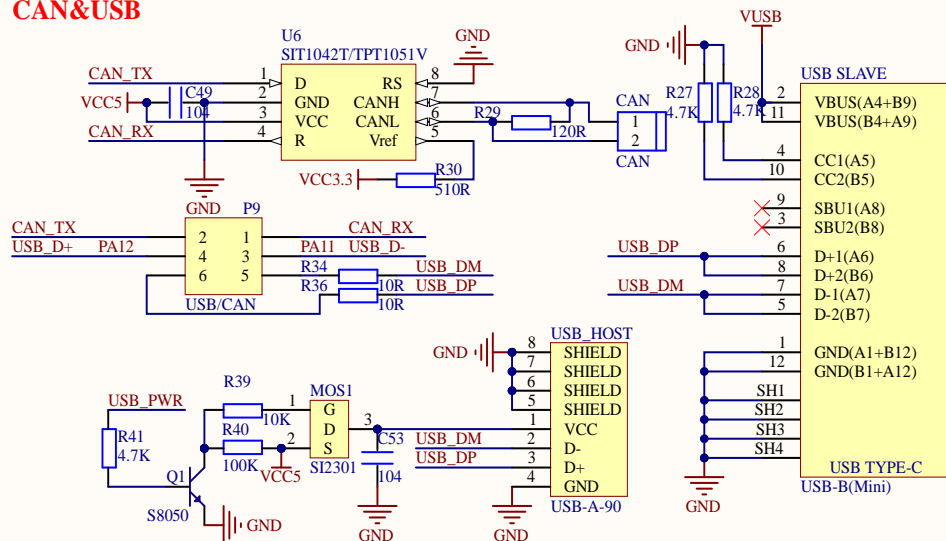 CAN&USB
U6
SIT1042T/TPT1051V
CAN_TX
1
D
RS
8
GND
VCC5
C49
104
2
GND
CANH
7
3
VCC
CANL
6
CAN_RX
4
R
Vref
5
R29
120R
CAN
1
2
CAN
VCC3.3
R30
510R
GND
P9
CAN_TX
2
1
CAN_RX
USB_D+
PA12
4
3
PA11
USB_D-
6
5
R34
10R
USB_DM
R36
10R
USB_DP
USB/CAN
USB_PWR
R41
4.7K
Q1
S8050
GND
R39
10K
R40
100K
MOS1
1
G
D
3
2
S
SI2301
VCC5
C53
104
GND
USB_HOST
GND
8
SHIELD
7
SHIELD
6
SHIELD
5
SHIELD
1
VCC
USB_DM
2
D-
USB_DP
3
D+
4
GND
USB-A-90
GND
VUSB
GND
R27
4.7K
R28
4.7K
USB SLAVE
2
VBUS(A4+B9)
11
VBUS(B4+A9)
4
CC1(A5)
10
CC2(B5)
9
SBU1(A8)
3
SBU2(B8)
USB_DP
6
D+1(A6)
8
D+2(B6)
USB_DM
7
D-1(A7)
5
D-2(B7)
1
GND(A1+B12)
12
GND(B1+A12)
SH1
SH2
SH3
SH4
USB TYPE-C
USB-B(Mini)
GND